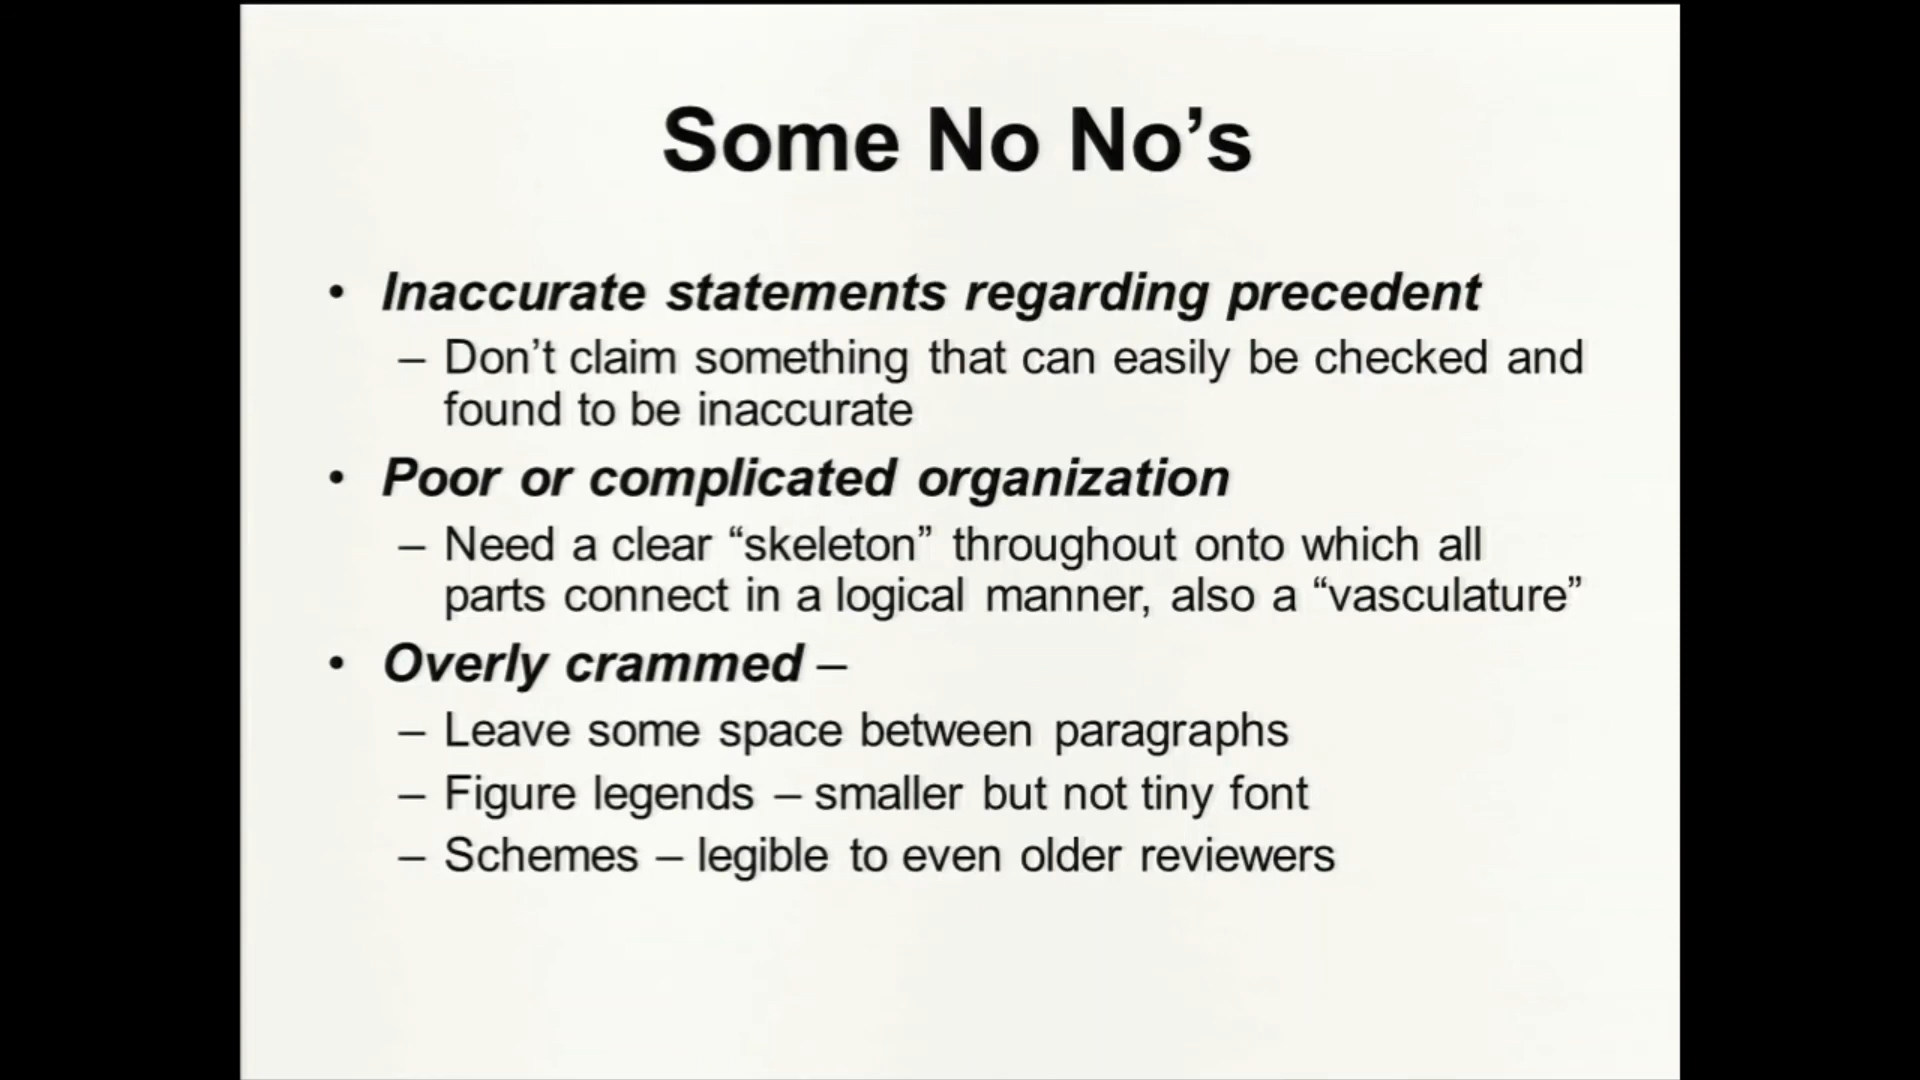 Some No No’s
• Inaccurate statements regarding precedent
– Don’t claim something that can easily be checked and
found to be inaccurate
• Poor or complicated organization
– Need a clear “skeleton” throughout onto which all
parts connect in a logical manner, also a “vasculature”
• Overly crammed –
– Leave some space between paragraphs
– Figure legends – smaller but not tiny font
– Schemes – legible to even older reviewers